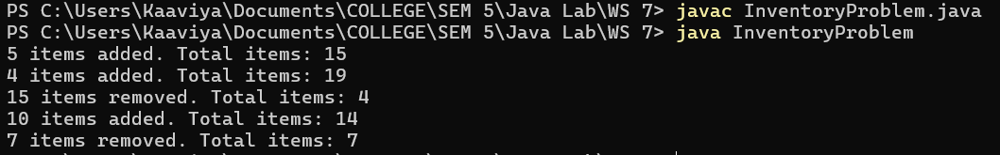 PS C:\Users\Kaaviya\Documents\COLLEGE\SEM 5\Java Lab\WS 7> javac InventoryProblem.java
PS C:\Users\Kaaviya\Documents\COLLEGE\SEM 5\Java Lab\WS 7> java InventoryProblem
5 items added. Total items: 15
4 items added. Total items: 19
15 items removed. Total items: 4
10 items added. Total items: 14
7 items removed. Total items: 7